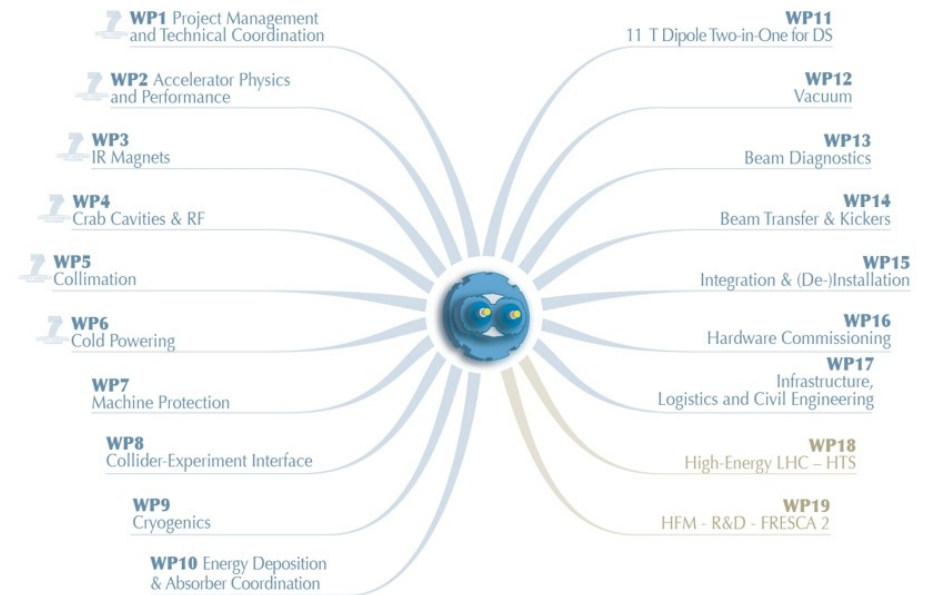 WP1 Project Management
and Technical Coordination
WP2 Accelerator Physics
and Performance
WP3
IR Magnets
WP4
Crab Cavities & RF
WP5
Collimation
WP6
Cold Powering
WP7
Machine Protection
WP8
Collider-Experiment Interface
WP9
Cryogenics
WP10 Energy Deposition
& Absorber Coordination
WP11
11 T Dipole Two-in-One for DS
WP12
Vacuum
WP13
Beam Diagnostics
WP14
Beam Transfer & Kickers
WP15
Integration & (De-)Installation
WP16
Hardware Commissioning
WP17
Infrastructure,
Logistics and Civil Engineering
WP18
High-Energy LHC – HTS
WP19
HFM - R&D - FRESCA 2